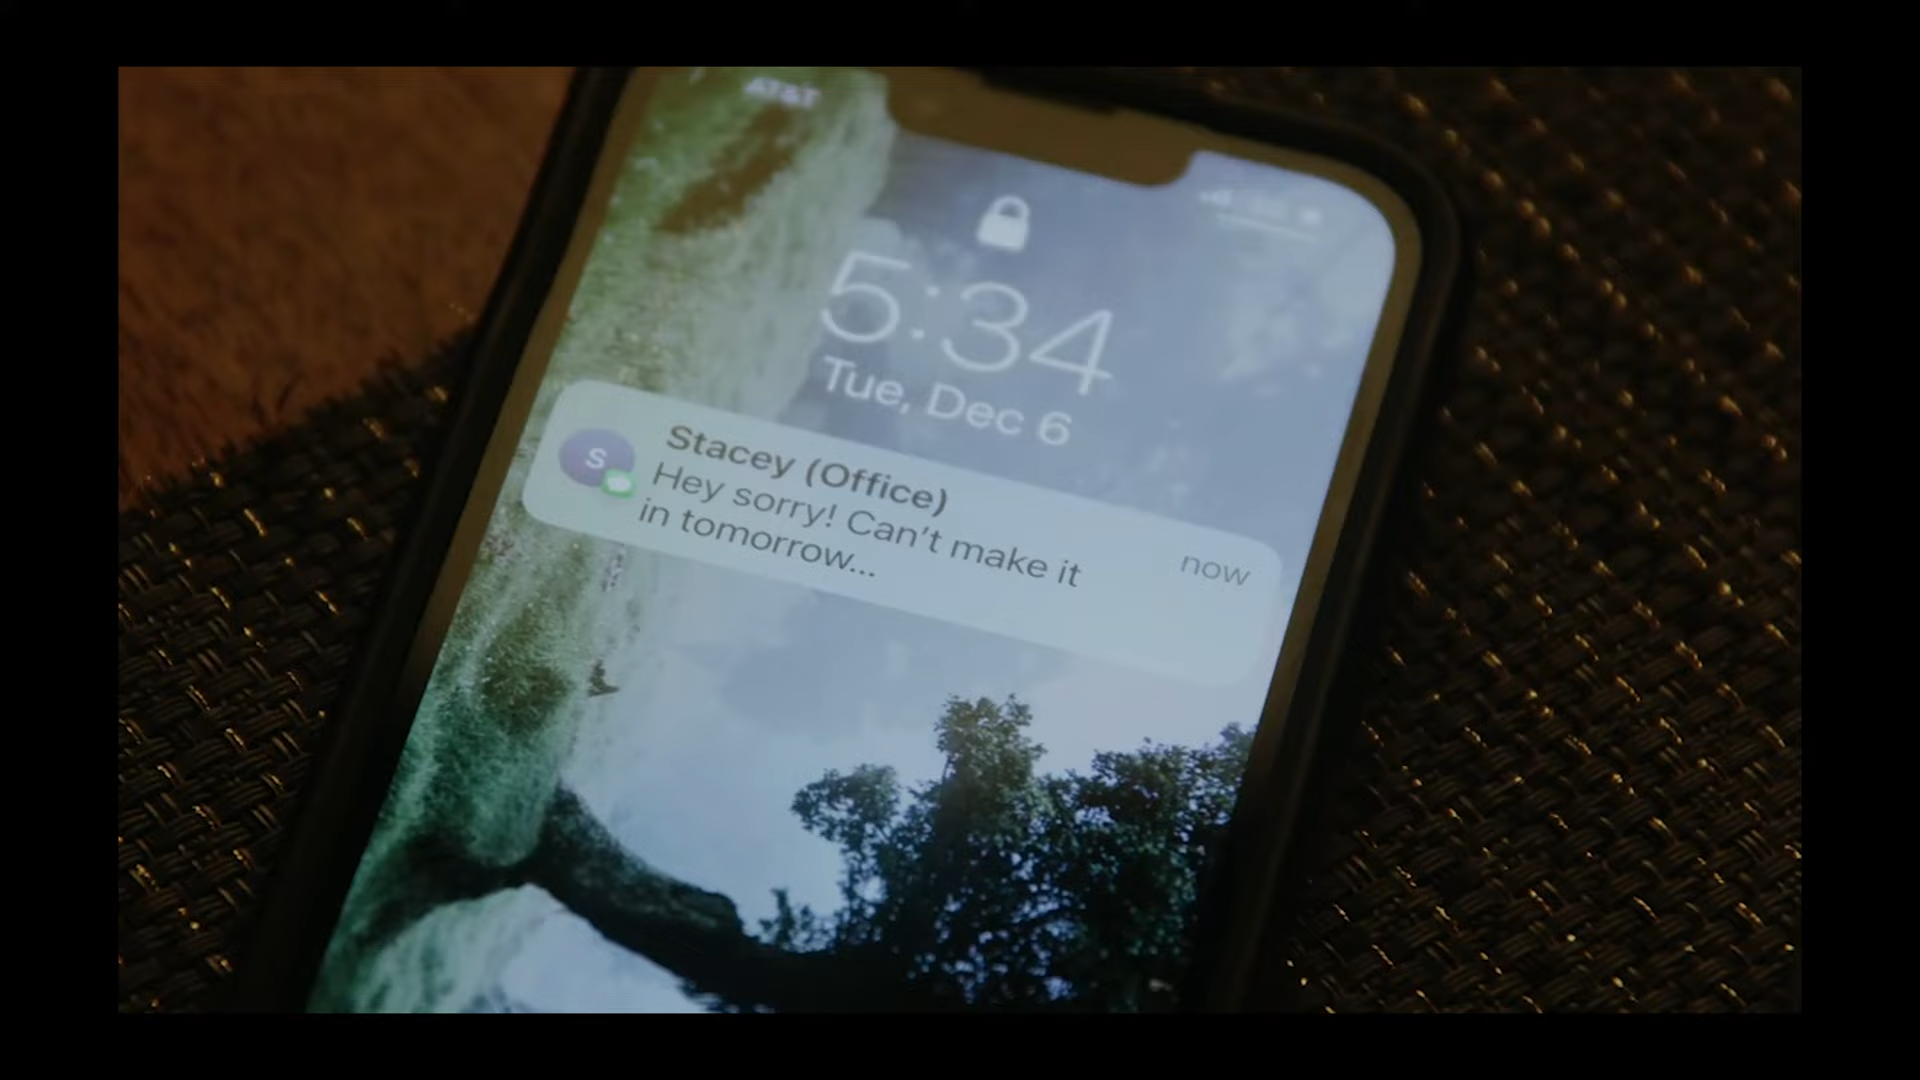 AT&T
5:34
Tue, Dec 6
S
Stacey (Office)
now
Hey sorry! Can't make it
in tomorrow...